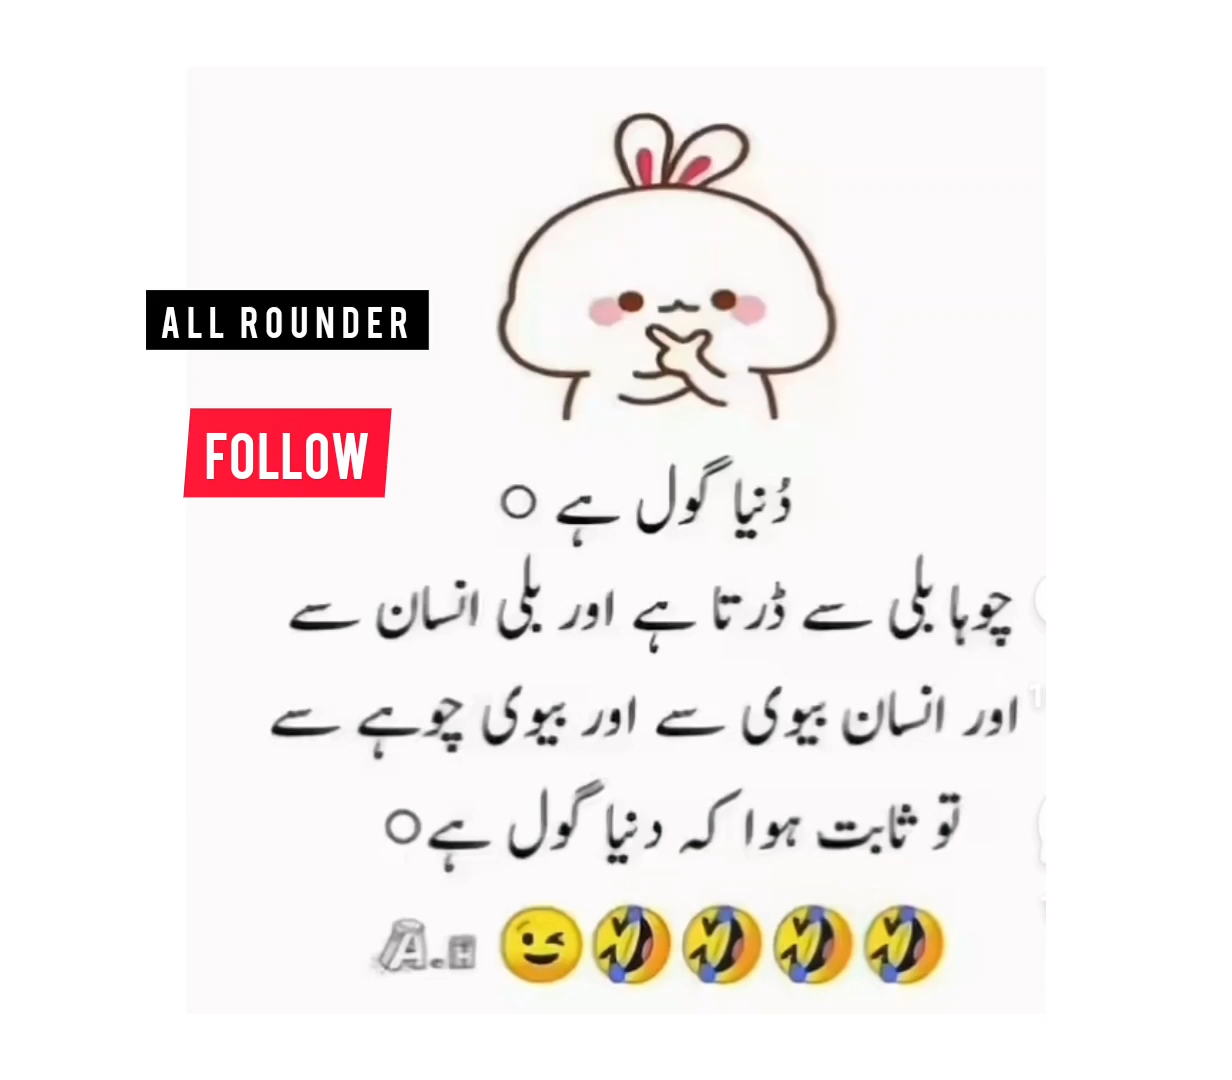 ALL ROUNDER
FOLLOW
دُنیا گول ہے ○
چوہا بلی سے ڈرتا ہے اور بلی انسان سے
اور انسان بیوی سے اور بیوی چوہے سے
تو ثابت ہوا کہ دنیا گول ہے○
A.H